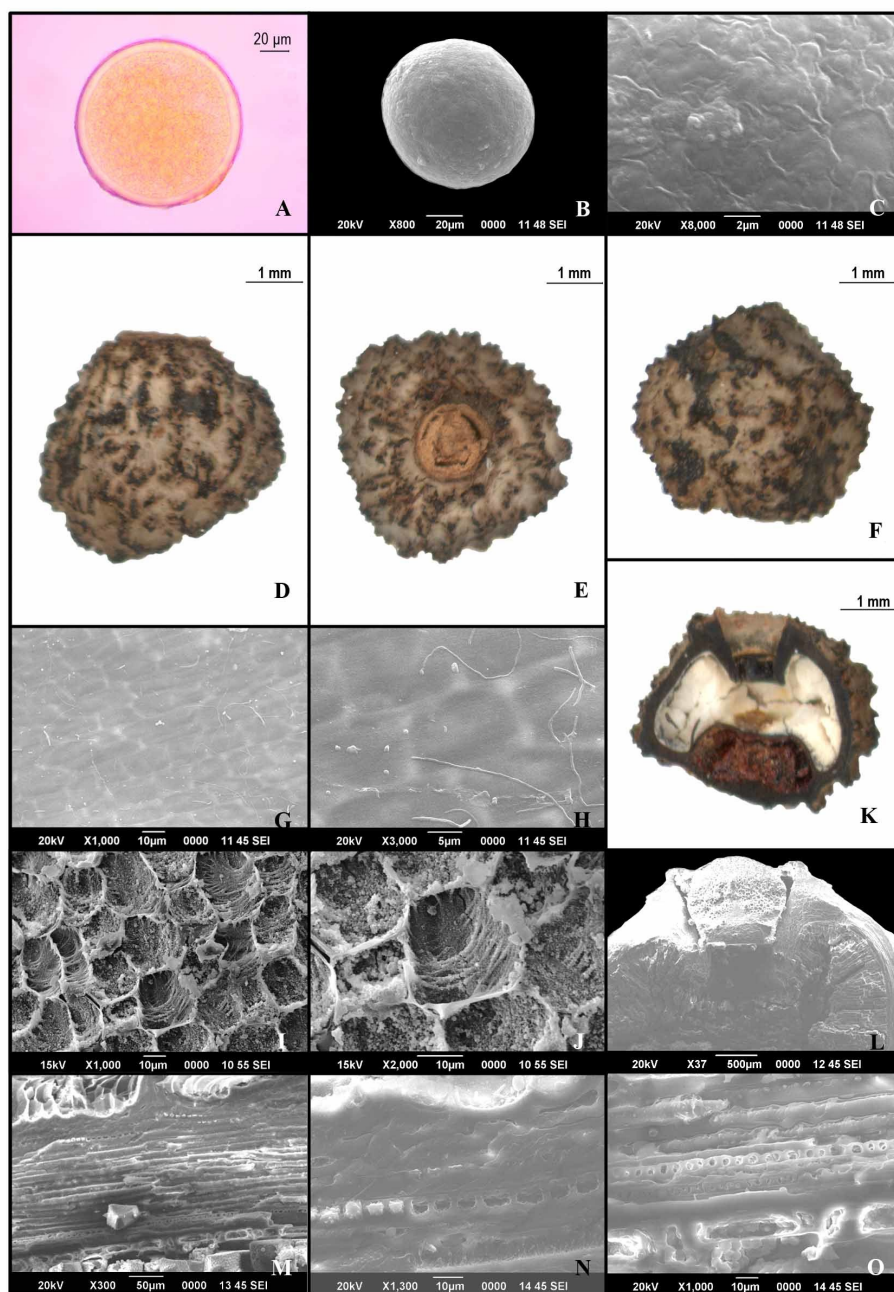 20 µm
A
B
20kV X800 20µm 0000 11 48 SEI
C
20kV X8,000 2µm 0000 11 48 SEI
1 mm
D
1 mm
E
1 mm
F
G
20kV X1,000 10µm 0000 11 45 SEI
H
20kV X3,000 5µm 0000 11 45 SEI
1 mm
K
I
15kV X1,000 10µm 0000 10 55 SEI
J
15kV X2,000 10µm 0000 10 55 SEI
L
20kV X37 500µm 0000 12 45 SEI
M
20kV X300 50µm 0000 13 45 SEI
N
20kV X1,300 10µm 0000 14 45 SEI
O
20kV X1,000 10µm 0000 14 45 SEI